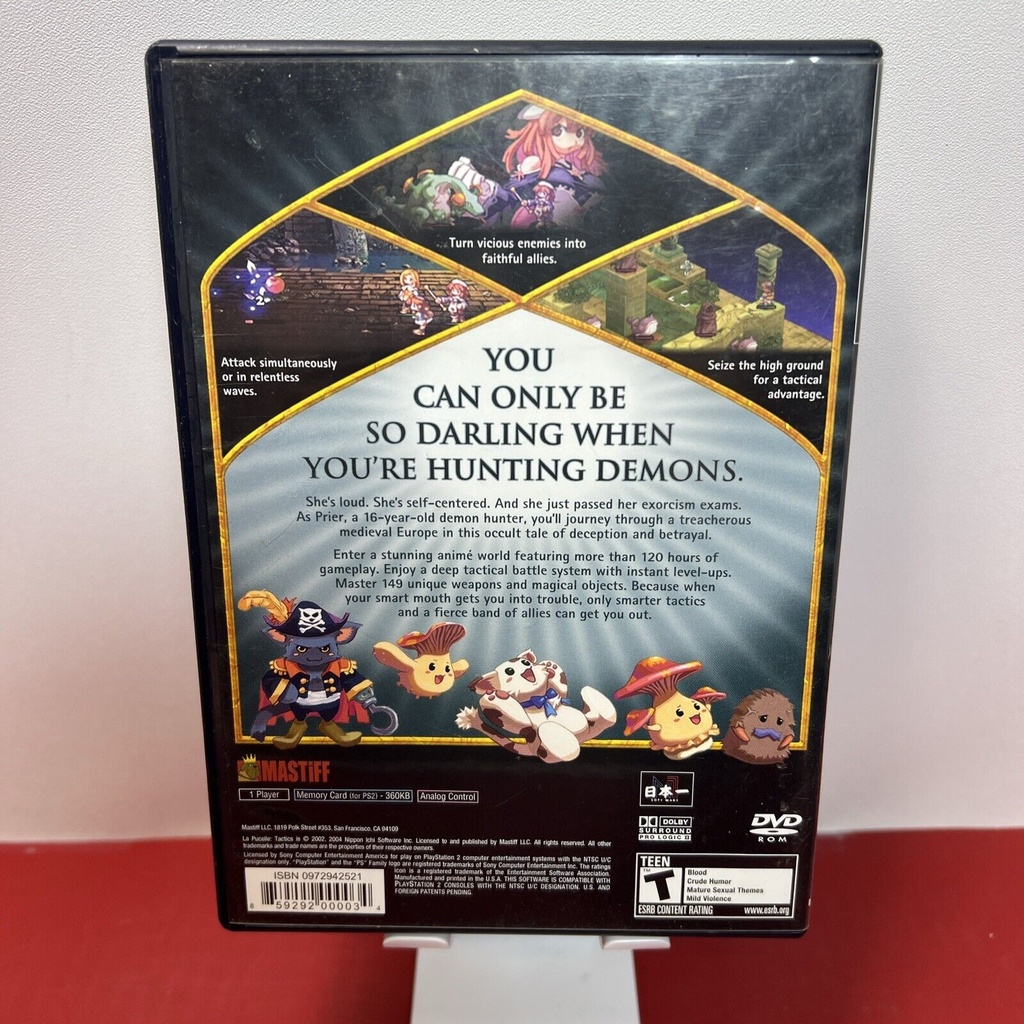 Turn vicious enemies into
faithful allies.
Attack simultaneously
or in relentless
waves.
Seize the high ground
for a tactical
advantage.
YOU
CAN ONLY BE
SO DARLING WHEN
YOU'RE HUNTING DEMONS.
She's loud. She's self-centered. And she just passed her exorcism exams.
As Prier, a 16-year-old demon hunter, you'll journey through a treacherous
medieval Europe in this occult tale of deception and betrayal.
Enter a stunning animé world featuring more than 120 hours of
gameplay. Enjoy a deep tactical battle system with instant level-ups.
Master 149 unique weapons and magical objects. Because when
your smart mouth gets you into trouble, only smarter tactics
and a fierce band of allies can get you out.
MASTiFF
1 Player
Memory Card (for PS2) - 360KB
Analog Control
日本一
SOFTWARE
DOLBY
SURROUND
PRO LOGIC II
DVD
ROM
Mastiff LLC. 1819 Polk Street #353. San Francisco. CA 94109
La Pucelle: Tactics is © 2002, 2004 Nippon Ichi Software Inc. Licensed to and published by Mastiff LLC. All rights reserved. All other
trademarks and trade names are the properties of their respective owners.
Licensed by Sony Computer Entertainment America for play on PlayStation 2 computer entertainment systems with the NTSC U/C
designation only. "PlayStation" and the "PS" Family logo are registered trademarks of Sony Computer Entertainment Inc. The ratings
icon is a registered trademark of the Entertainment Software Association.
Manufactured and printed in the U.S.A. THIS SOFTWARE IS COMPATIBLE WITH
PLAYSTATION 2 CONSOLES WITH THE NTSC U/C DESIGNATION. U.S. AND
FOREIGN PATENTS PENDING.
ISBN 0972942521
8 59292 00003 4
TEEN
T
Blood
Crude Humor
Mature Sexual Themes
Mild Violence
ESRB CONTENT RATING www.esrb.org